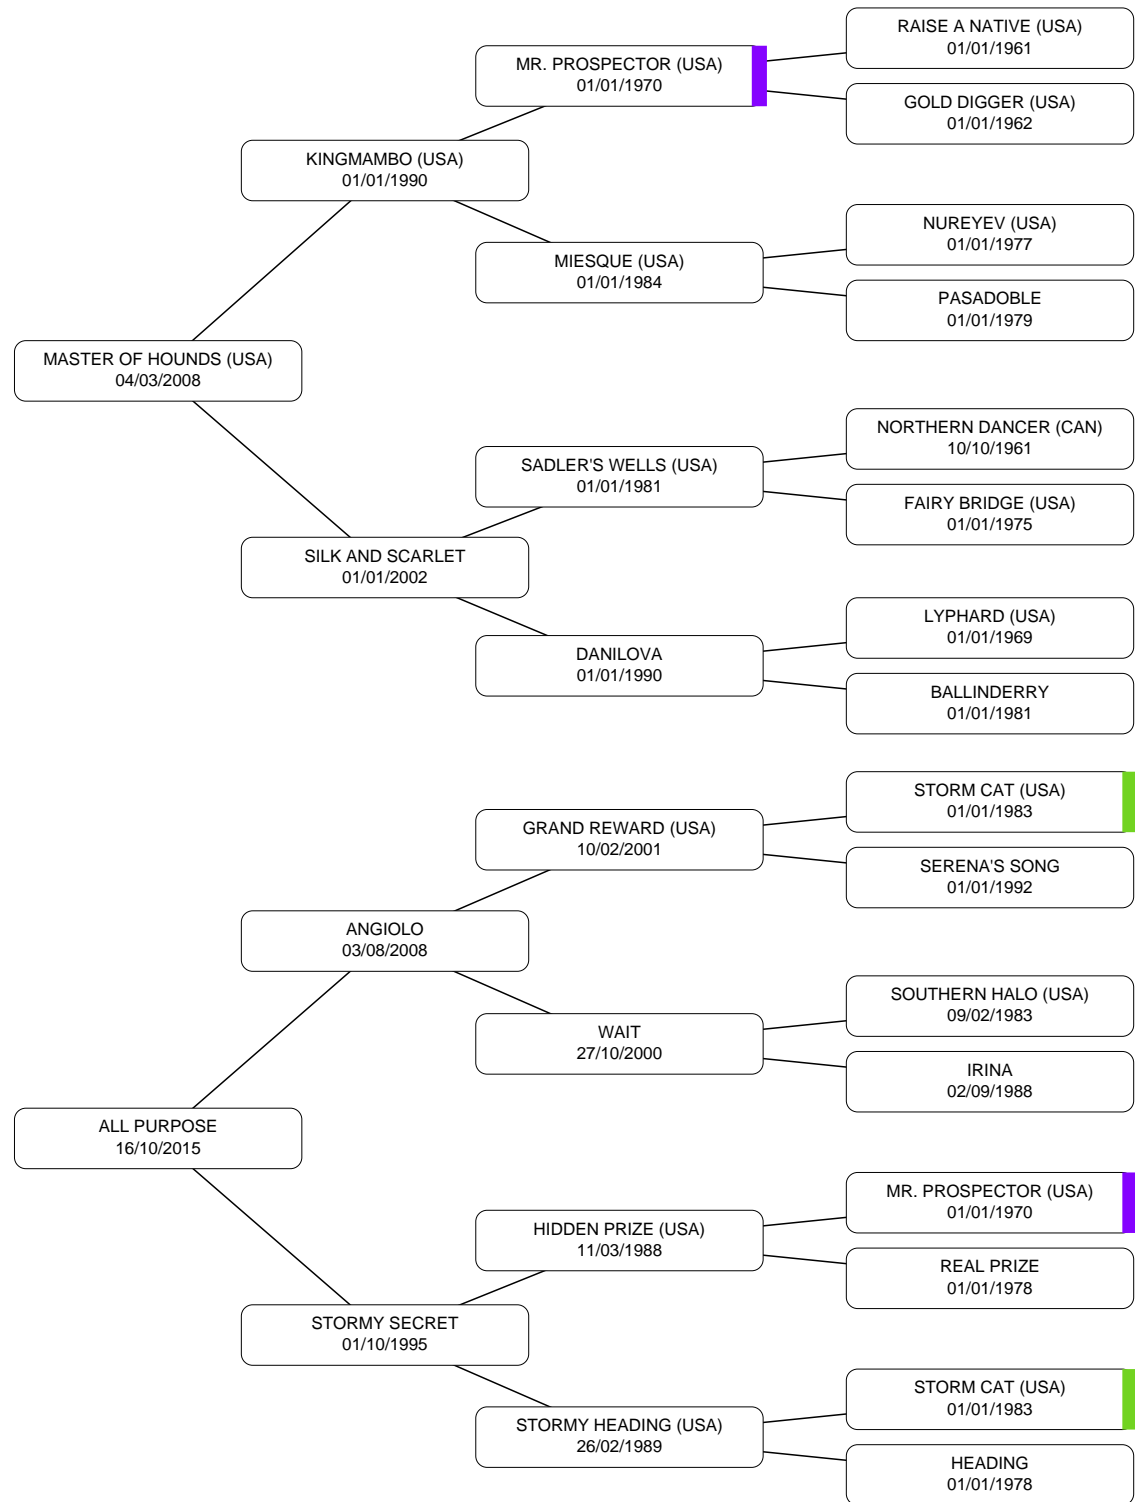 RAISE A NATIVE (USA)
01/01/1961
MR. PROSPECTOR (USA)
01/01/1970
GOLD DIGGER (USA)
01/01/1962
KINGMAMBO (USA)
01/01/1990
NUREYEV (USA)
01/01/1977
MIESQUE (USA)
01/01/1984
PASADOBLE
01/01/1979
MASTER OF HOUNDS (USA)
04/03/2008
NORTHERN DANCER (CAN)
10/10/1961
SADLER'S WELLS (USA)
01/01/1981
FAIRY BRIDGE (USA)
01/01/1975
SILK AND SCARLET
01/01/2002
LYPHARD (USA)
01/01/1969
DANILOVA
01/01/1990
BALLINDERRY
01/01/1981
STORM CAT (USA)
01/01/1983
GRAND REWARD (USA)
10/02/2001
SERENA'S SONG
01/01/1992
ANGIOLO
03/08/2008
SOUTHERN HALO (USA)
09/02/1983
WAIT
27/10/2000
IRINA
02/09/1988
ALL PURPOSE
16/10/2015
MR. PROSPECTOR (USA)
01/01/1970
HIDDEN PRIZE (USA)
11/03/1988
REAL PRIZE
01/01/1978
STORMY SECRET
01/10/1995
STORM CAT (USA)
01/01/1983
STORMY HEADING (USA)
26/02/1989
HEADING
01/01/1978